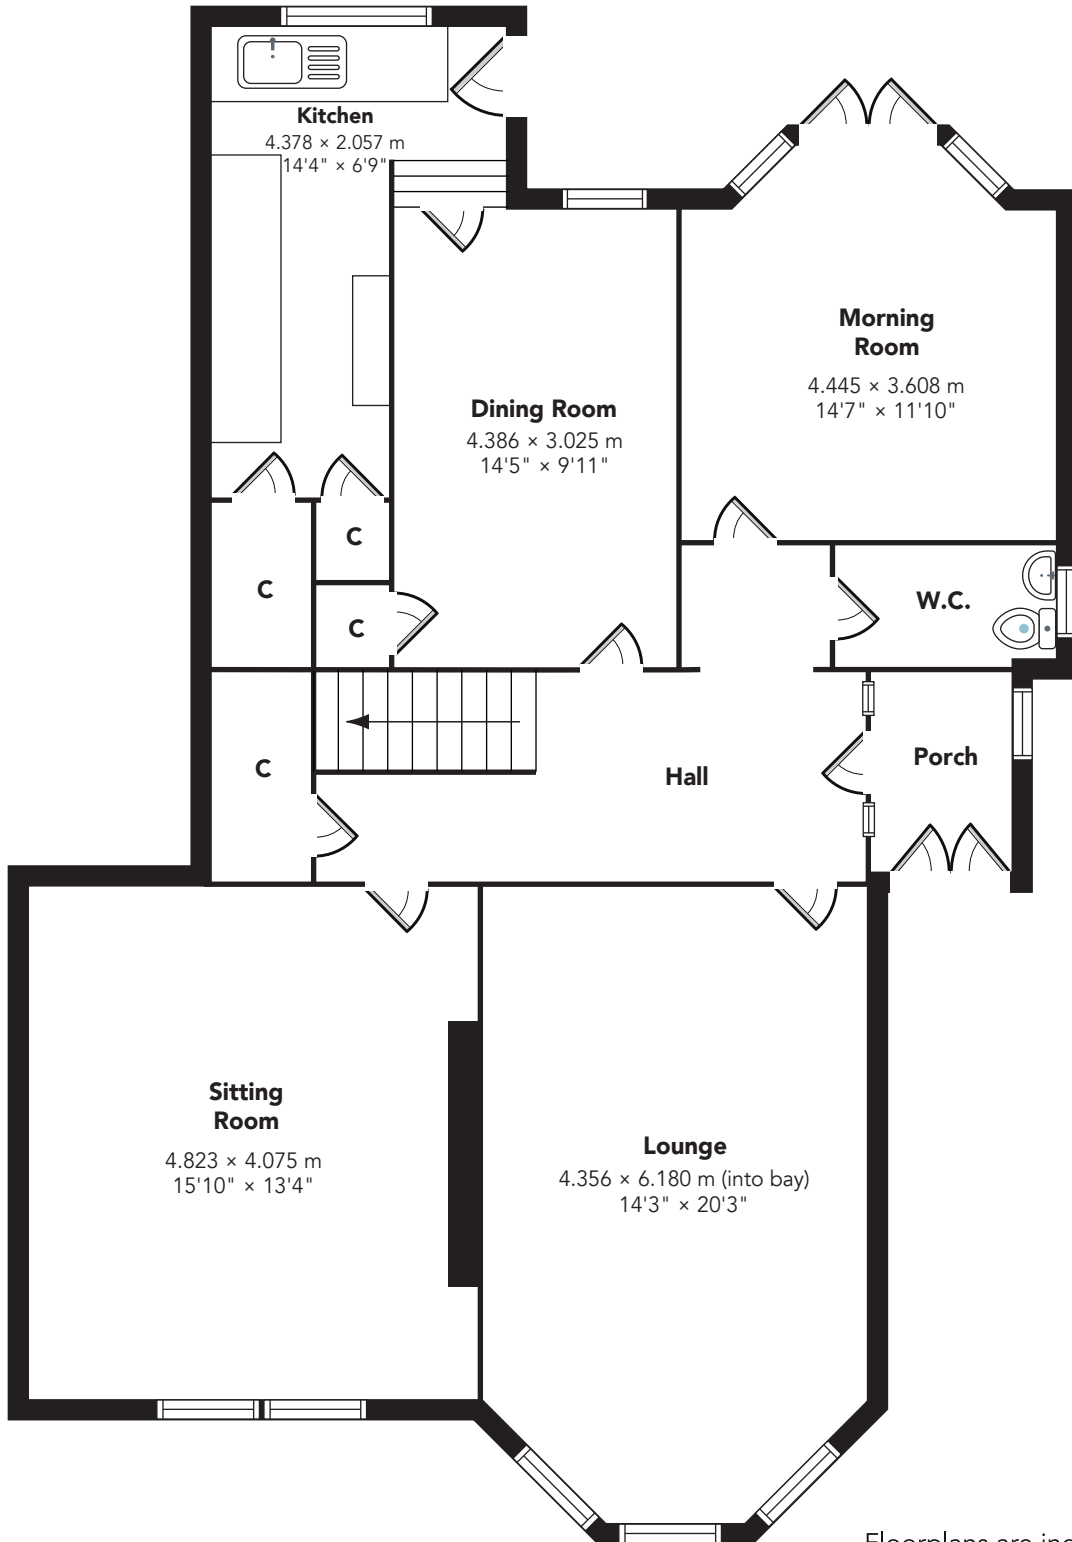 Kitchen
4.378 × 2.057 m
14'4" × 6'9"
Morning
Room
4.445 × 3.608 m
14'7" × 11'10"
Dining Room
4.386 × 3.025 m
14'5" × 9'11"
C
C
C
W.C.
C
Hall
Porch
Sitting
Room
4.823 × 4.075 m
15'10" × 13'4"
Lounge
4.356 × 6.180 m (into bay)
14'3" × 20'3"
Floorplans are